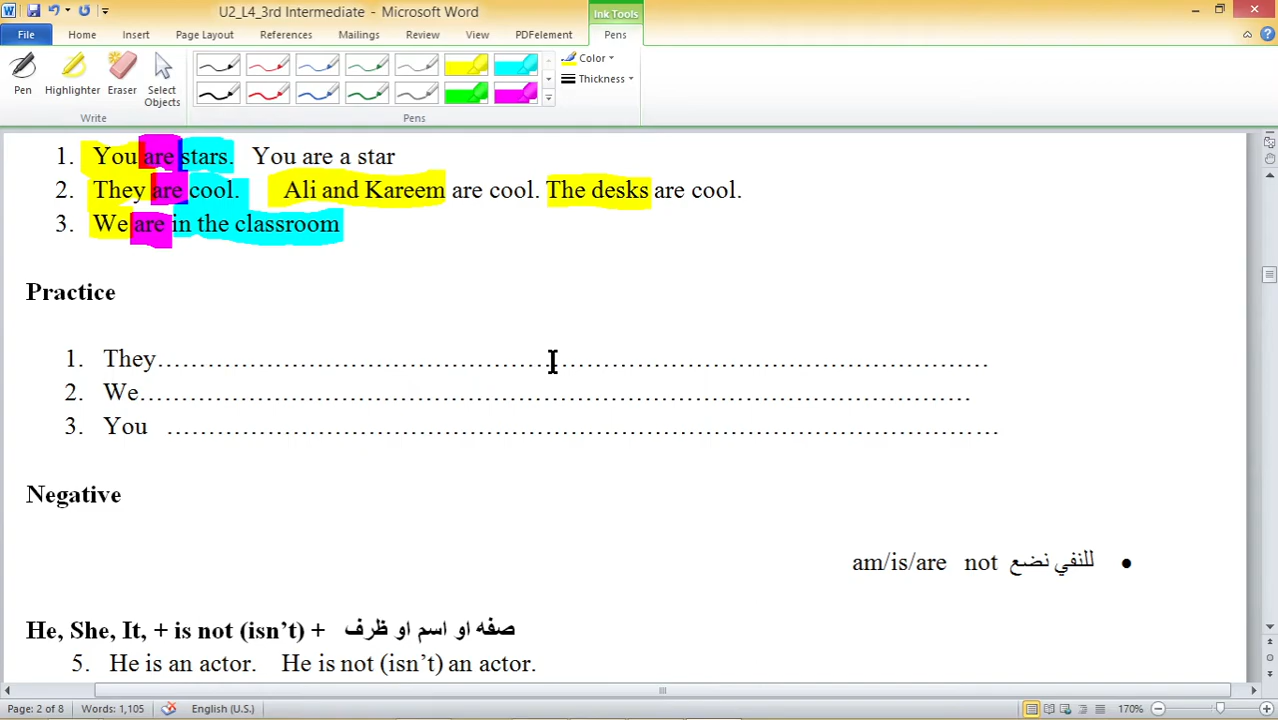 U2_L4_3rd Intermediate - Microsoft Word
Ink Tools
File Home Insert Page Layout References Mailings Review View PDFelement Pens
Pen Highlighter Eraser Select Objects
Color
Thickness
Write Pens
1. You are stars. You are a star
2. They are cool. Ali and Kareem are cool. The desks are cool.
3. We are in the classroom
Practice
1. They……………………………………………………………………………………
2. We……………………………………………………………………………………
3. You ……………………………………………………………………………………
Negative
• للنفي نضع am/is/are not
He, She, It, + is not (isn’t) + صفه او اسم او ظرف
5. He is an actor. He is not (isn’t) an actor.
Page: 2 of 8 Words: 1,105 English (U.S.) 170%